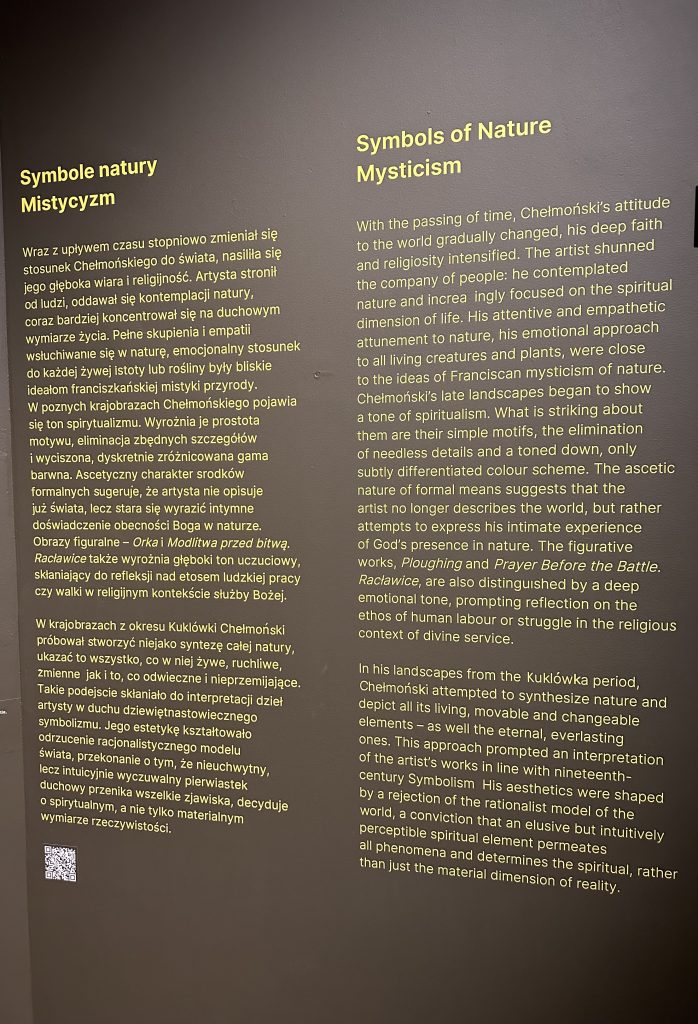 Symbole natury
Mistycyzm
Wraz z upływem czasu stopniowo zmieniał się
stosunek Chełmońskiego do świata, nasiliła się
jego głęboka wiara i religijność. Artysta stronił
od ludzi, oddawał się kontemplacji natury,
coraz bardziej koncentrował się na duchowym
wymiarze życia. Pełne skupienia i empatii
wsłuchiwanie się w naturę, emocjonalny stosunek
do każdej żywej istoty lub rośliny były bliskie
ideałom franciszkańskiej mistyki przyrody.
W poznych krajobrazach Chełmońskiego pojawia
się ton spirytualizmu. Wyrożnia je prostota
motywu, eliminacja zbędnych szczegółów
i wyciszona, dyskretnie zróżnicowana gama
barwna. Ascetyczny charakter srodków
formalnych sugeruje, że artysta nie opisuje
już świata, lecz stara się wyrazić intymne
doświadczenie obecności Boga w naturze.
Obrazy figuralne – Orka i Modlitwa przed bitwą.
Racławice także wyrożnia głęboki ton uczuciowy,
skłaniający do refleksji nad etosem ludzkiej pracy
czy walki w religijnym kontekście służby Bożej.
W krajobrazach z okresu Kuklówki Chełmoński
próbował stworzyć niejako syntezę całej natury,
ukazać to wszystko, co w niej żywe, ruchliwe,
zmienne jak i to, co odwieczne i nieprzemijające.
Takie podejscie skłaniało do interpretacji dzieł
artysty w duchu dziewiętnastowiecznego
symbolizmu. Jego estetykę kształtowało
odrzucenie racjonalistycznego modelu
świata, przekonanie o tym, że nieuchwytny,
lecz intuicyjnie wyczuwalny pierwiastek
duchowy przenika wszelkie zjawiska, decyduje
o spirytualnym, a nie tylko materialnym
wymiarze rzeczywistości.
Symbols of Nature
Mysticism
With the passing of time, Chełmoński's attitude
to the world gradually changed, his deep faith
and religiosity intensified. The artist shunned
the company of people: he contemplated
nature and increa ingly focused on the spiritual
dimension of life. His attentive and empathetic
attunement to nature, his emotional approach
to all living creatures and plants, were close
to the ideas of Franciscan mysticism of nature.
Chełmoński's late landscapes began to show
a tone of spiritualism. What is striking about
them are their simple motifs, the elimination
of needless details and a toned down, only
subtly differentiated colour scheme. The ascetic
nature of formal means suggests that the
artist no longer describes the world, but rather
attempts to express his intimate experience
of God's presence in nature. The figurative
works, Ploughing and Prayer Before the Battle.
Racławice, are also distinguished by a deep
emotional tone, prompting reflection on the
ethos of human labour or struggle in the religious
context of divine service.
In his landscapes from the Kuklówka period,
Chełmoński attempted to synthesize nature and
depict all its living, movable and changeable
elements – as well the eternal, everlasting
ones. This approach prompted an interpretation
of the artist's works in line with nineteenth-
century Symbolism His aesthetics were shaped
by a rejection of the rationalist model of the
world, a conviction that an elusive but intuitively
perceptible spiritual element permeates
all phenomena and determines the spiritual, rather
than just the material dimension of reality.